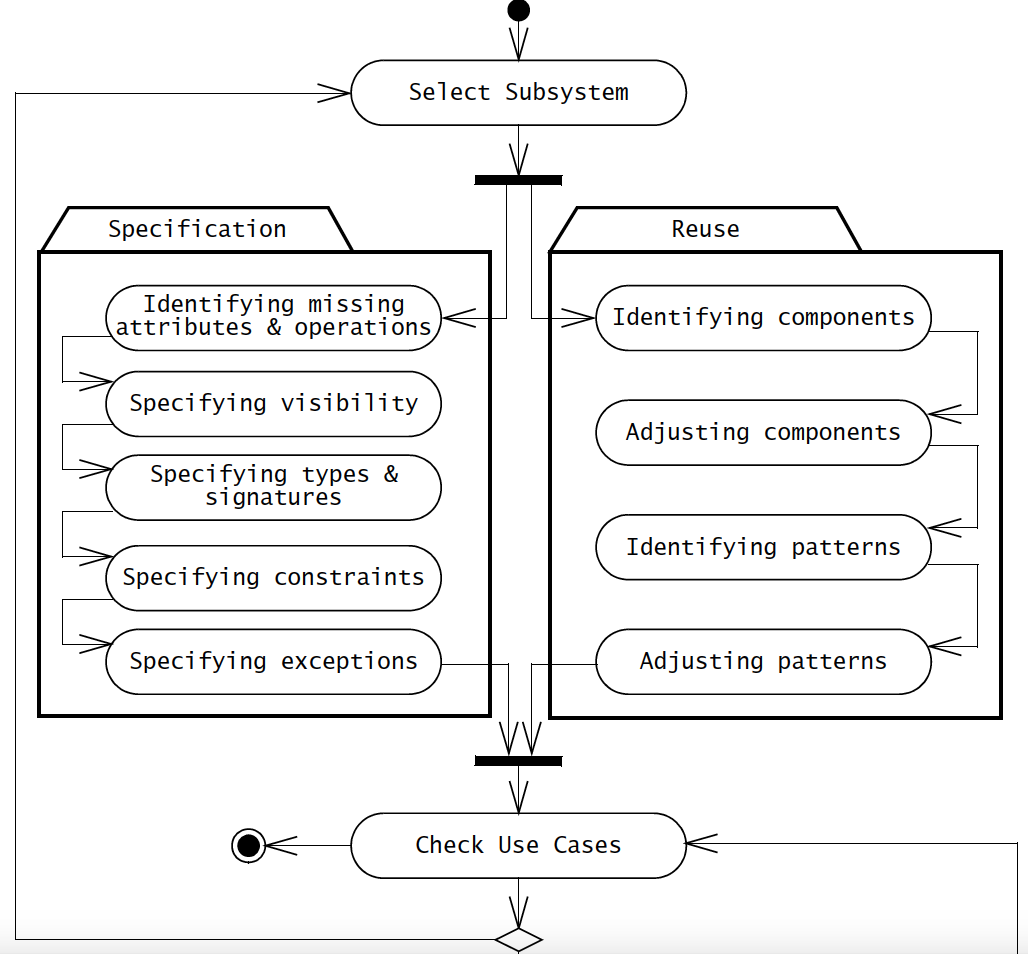 Select Subsystem
Specification
Identifying missing
attributes & operations
Specifying visibility
Specifying types &
signatures
Specifying constraints
Specifying exceptions
Reuse
Identifying components
Adjusting components
Identifying patterns
Adjusting patterns
Check Use Cases